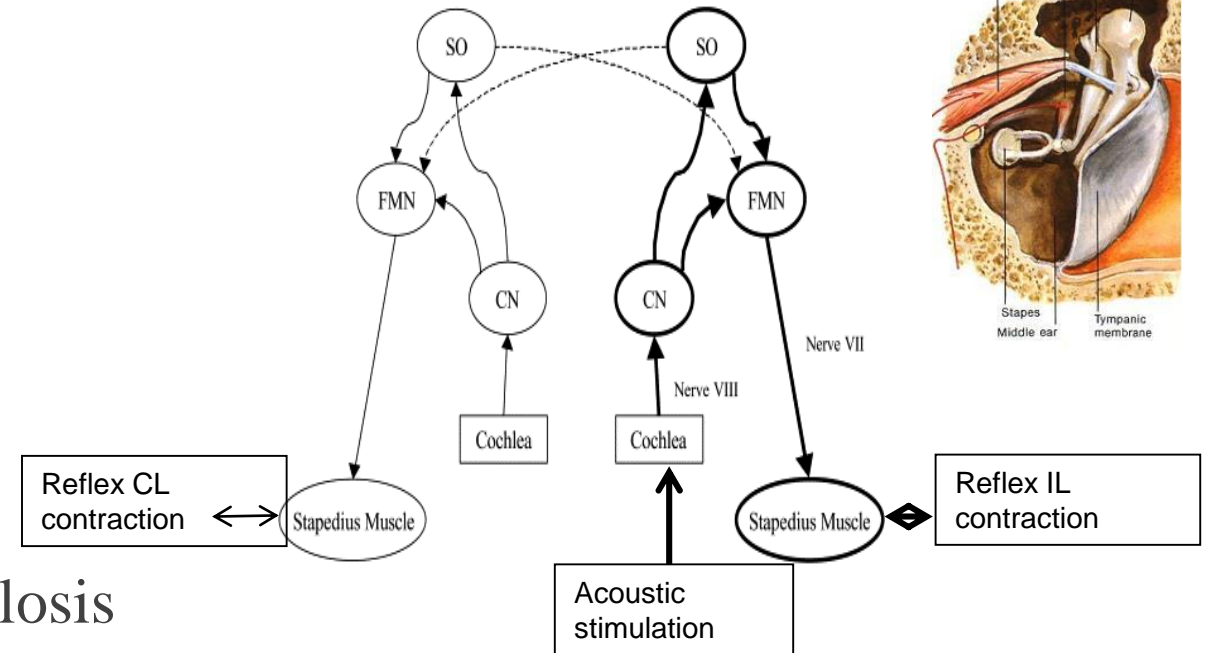 SO
SO
FMN
FMN
CN
CN
Nerve VII
Nerve VIII
Cochlea
Cochlea
Stapes
Middle ear
Tympanic
membrane
Reflex CL
contraction
Stapedius Muscle
Stapedius Muscle
Reflex IL
contraction
losis
Acoustic
stimulation